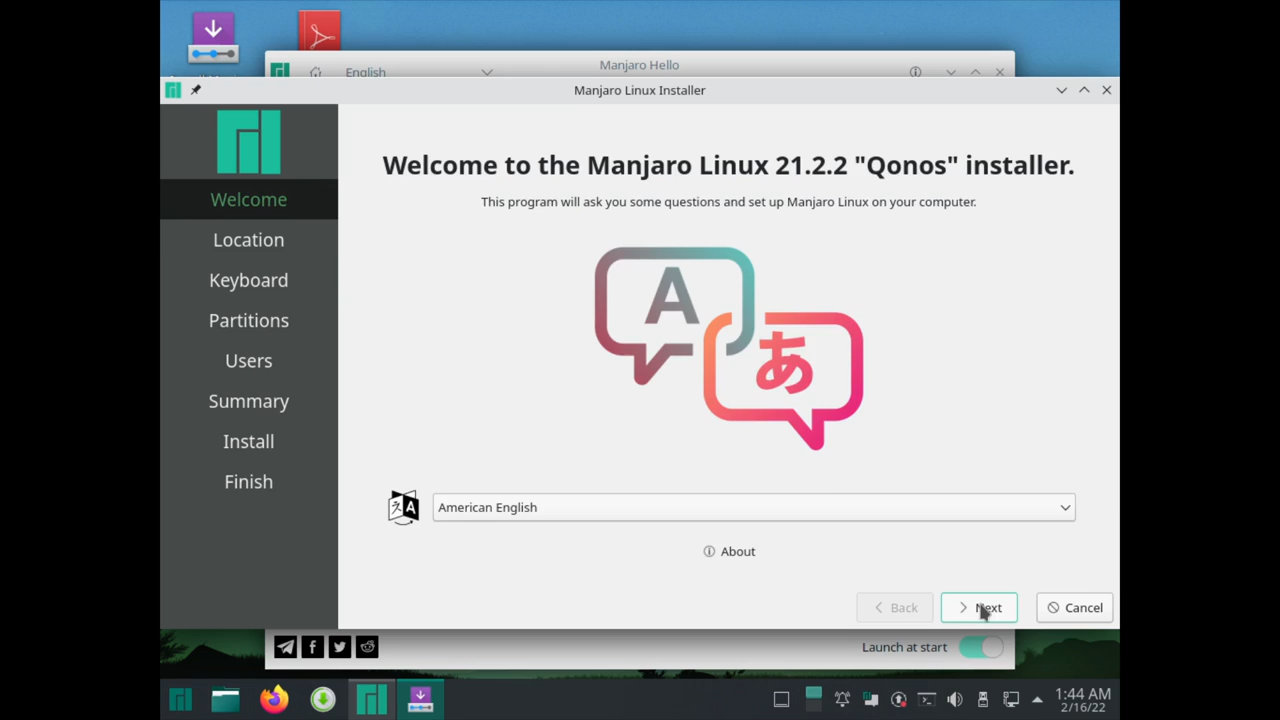 Manjaro Hello
English
Manjaro Linux Installer
Welcome
Location
Keyboard
Partitions
Users
Summary
Install
Finish
Welcome to the Manjaro Linux 21.2.2 "Qonos" installer.
This program will ask you some questions and set up Manjaro Linux on your computer.
A
あ
American English
About
Back
Next
Cancel
Launch at start
1:44 AM
2/16/22